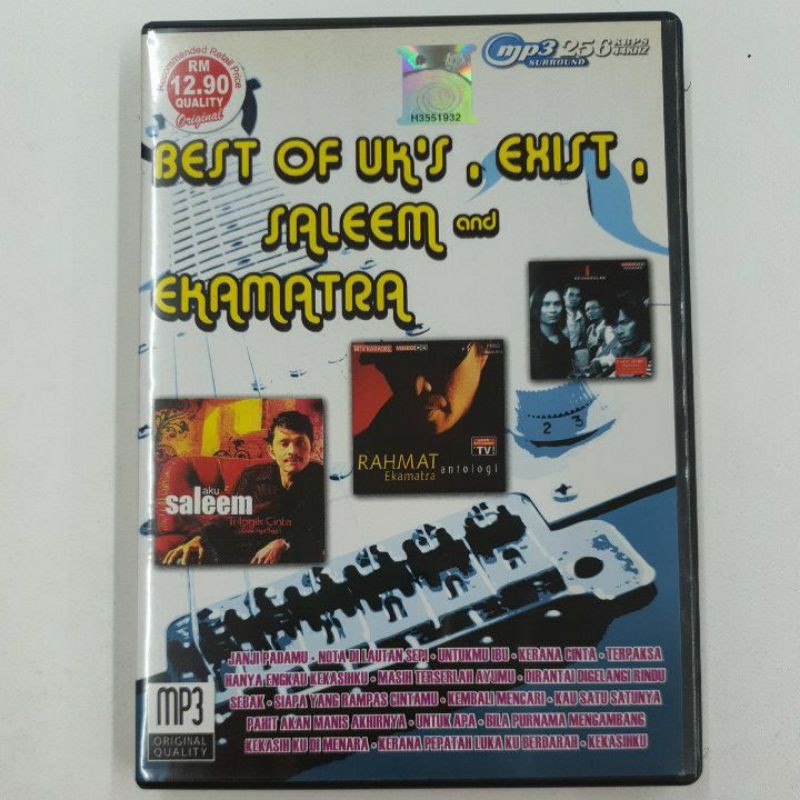 Recommended Retail Price
RM
12.90
QUALITY
Original
H3551932
mp3 256 KBPS
SURROUND 44KHZ
BEST OF UK'S . EXIST .
SALEEM and
EKAMATRA
RAHMAT
Ekamatra antologi
TV
aku
saleem
2 3
JANJI PADAMU • NOTA DI LAUTAN SEPI • UNTUKMU IBU • KERANA CINTA • TERPAKSA
HANYA ENGKAU KEKASIHKU • MASIH TERSERLAH AYUMU • DIRANTAI DIGELANGI RINDU
SEBAK • SIAPA YANG RAMPAS CINTAMU • KEMBALI MENCARI • KAU SATU SATUNYA
PAHIT AKAN MANIS AKHIRNYA • UNTUK APA • BILA PURNAMA MENGAMBANG
KEKASIH KU DI MENARA • KERANA PEPATAH LUKA KU BERDARAH • KEKASIHKU
MP3
ORIGINAL
QUALITY